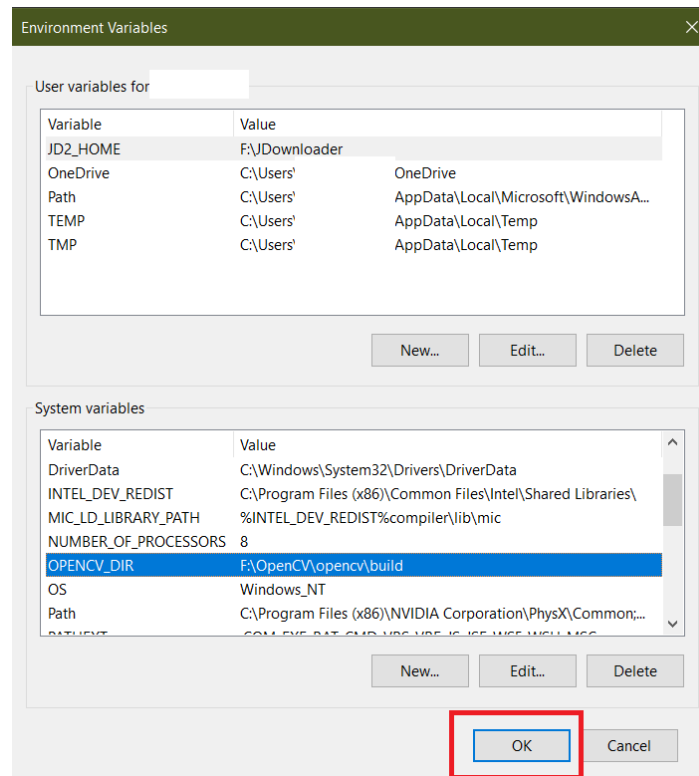 Environment Variables
User variables for
Variable Value
JD2_HOME F:\JDownloader
OneDrive C:\Users' OneDrive
Path C:\Users' AppData\Local\Microsoft\WindowsA...
TEMP C:\Users' AppData\Local\Temp
TMP C:\Users' AppData\Local\Temp
New... Edit... Delete
System variables
Variable Value
DriverData C:\Windows\System32\Drivers\DriverData
INTEL_DEV_REDIST C:\Program Files (x86)\Common Files\Intel\Shared Libraries\
MIC_LD_LIBRARY_PATH %INTEL_DEV_REDIST%compiler\lib\mic
NUMBER_OF_PROCESSORS 8
OPENCV_DIR F:\OpenCV\opencv\build
OS Windows_NT
Path C:\Program Files (x86)\NVIDIA Corporation\PhysX\Common;...
New... Edit... Delete
OK Cancel